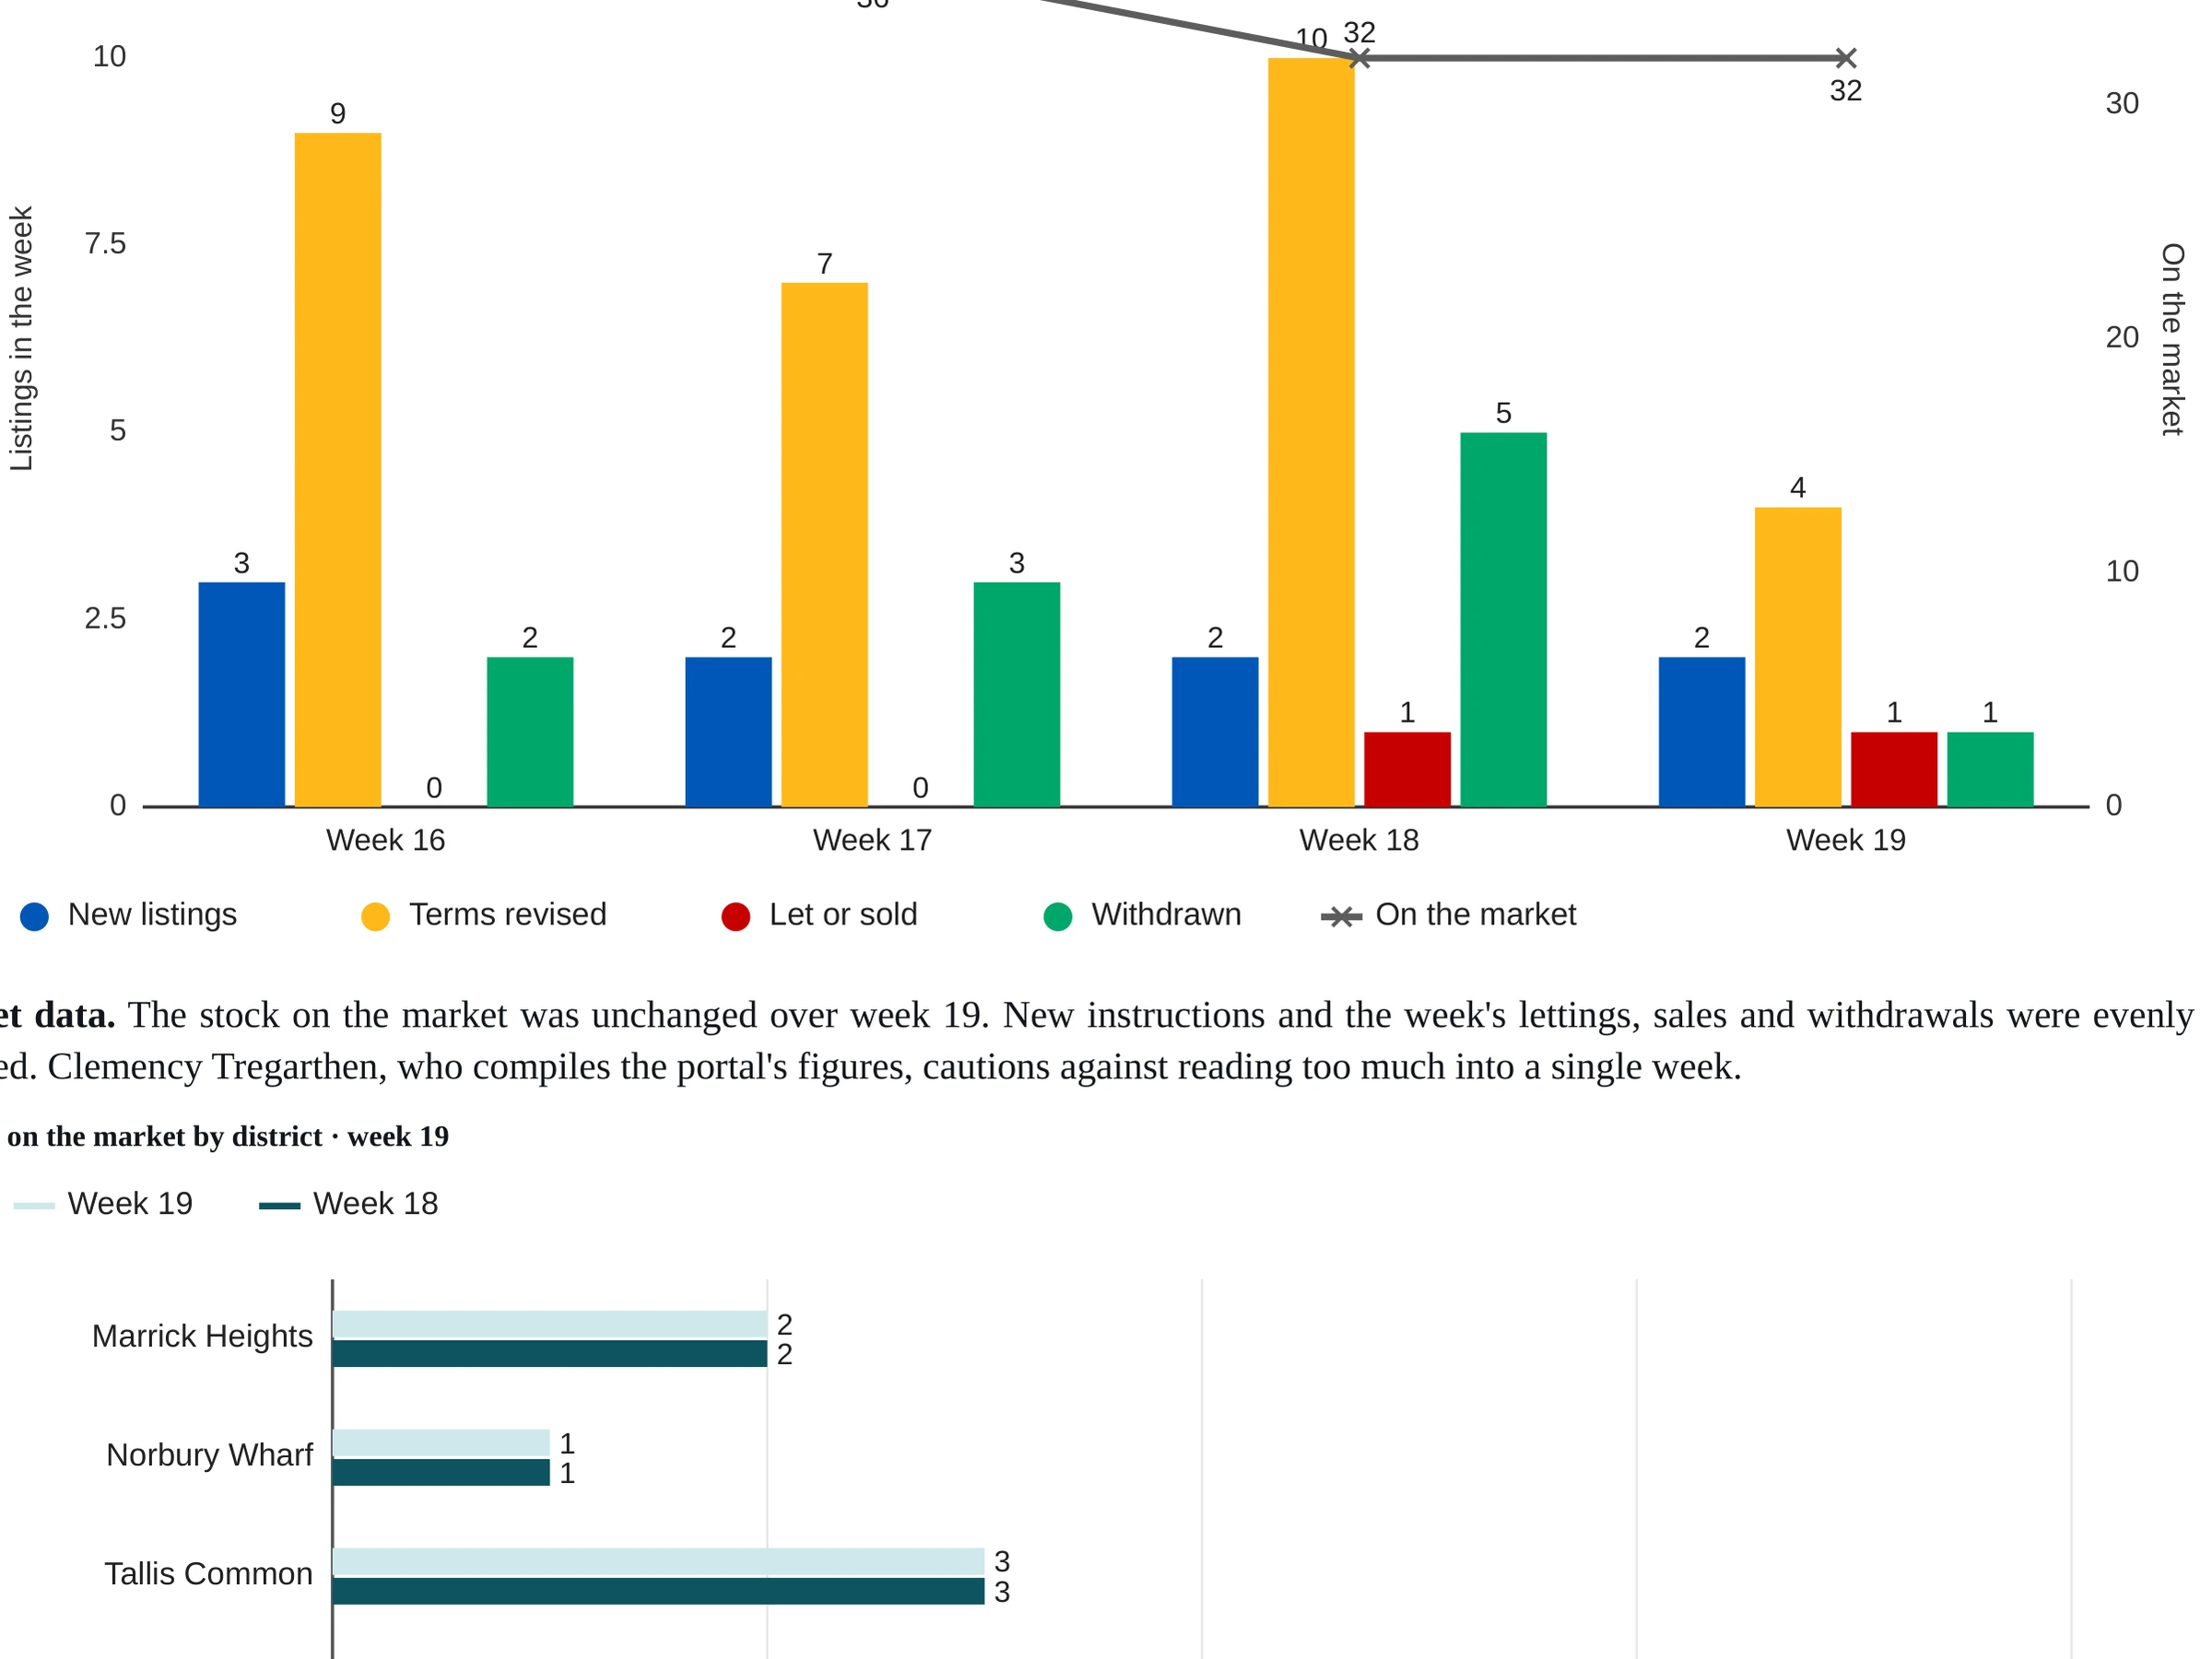 10 32
10
9
32
30
7.5
7
20
5
5
4
3
3
10
2.5
2
2
2
2
1
1
1
0
0
0
0
Listings in the week
On the market
Week 16 Week 17 Week 18 Week 19
New listings Terms revised Let or sold Withdrawn On the market
data. The stock on the market was unchanged over week 19. New instructions and the week's lettings, sales and withdrawals were evenly
Clemency Tregarthen, who compiles the portal's figures, cautions against reading too much into a single week.
on the market by district · week 19
Week 19 Week 18
Marrick Heights 2
2
Norbury Wharf 1
1
Tallis Common 3
3